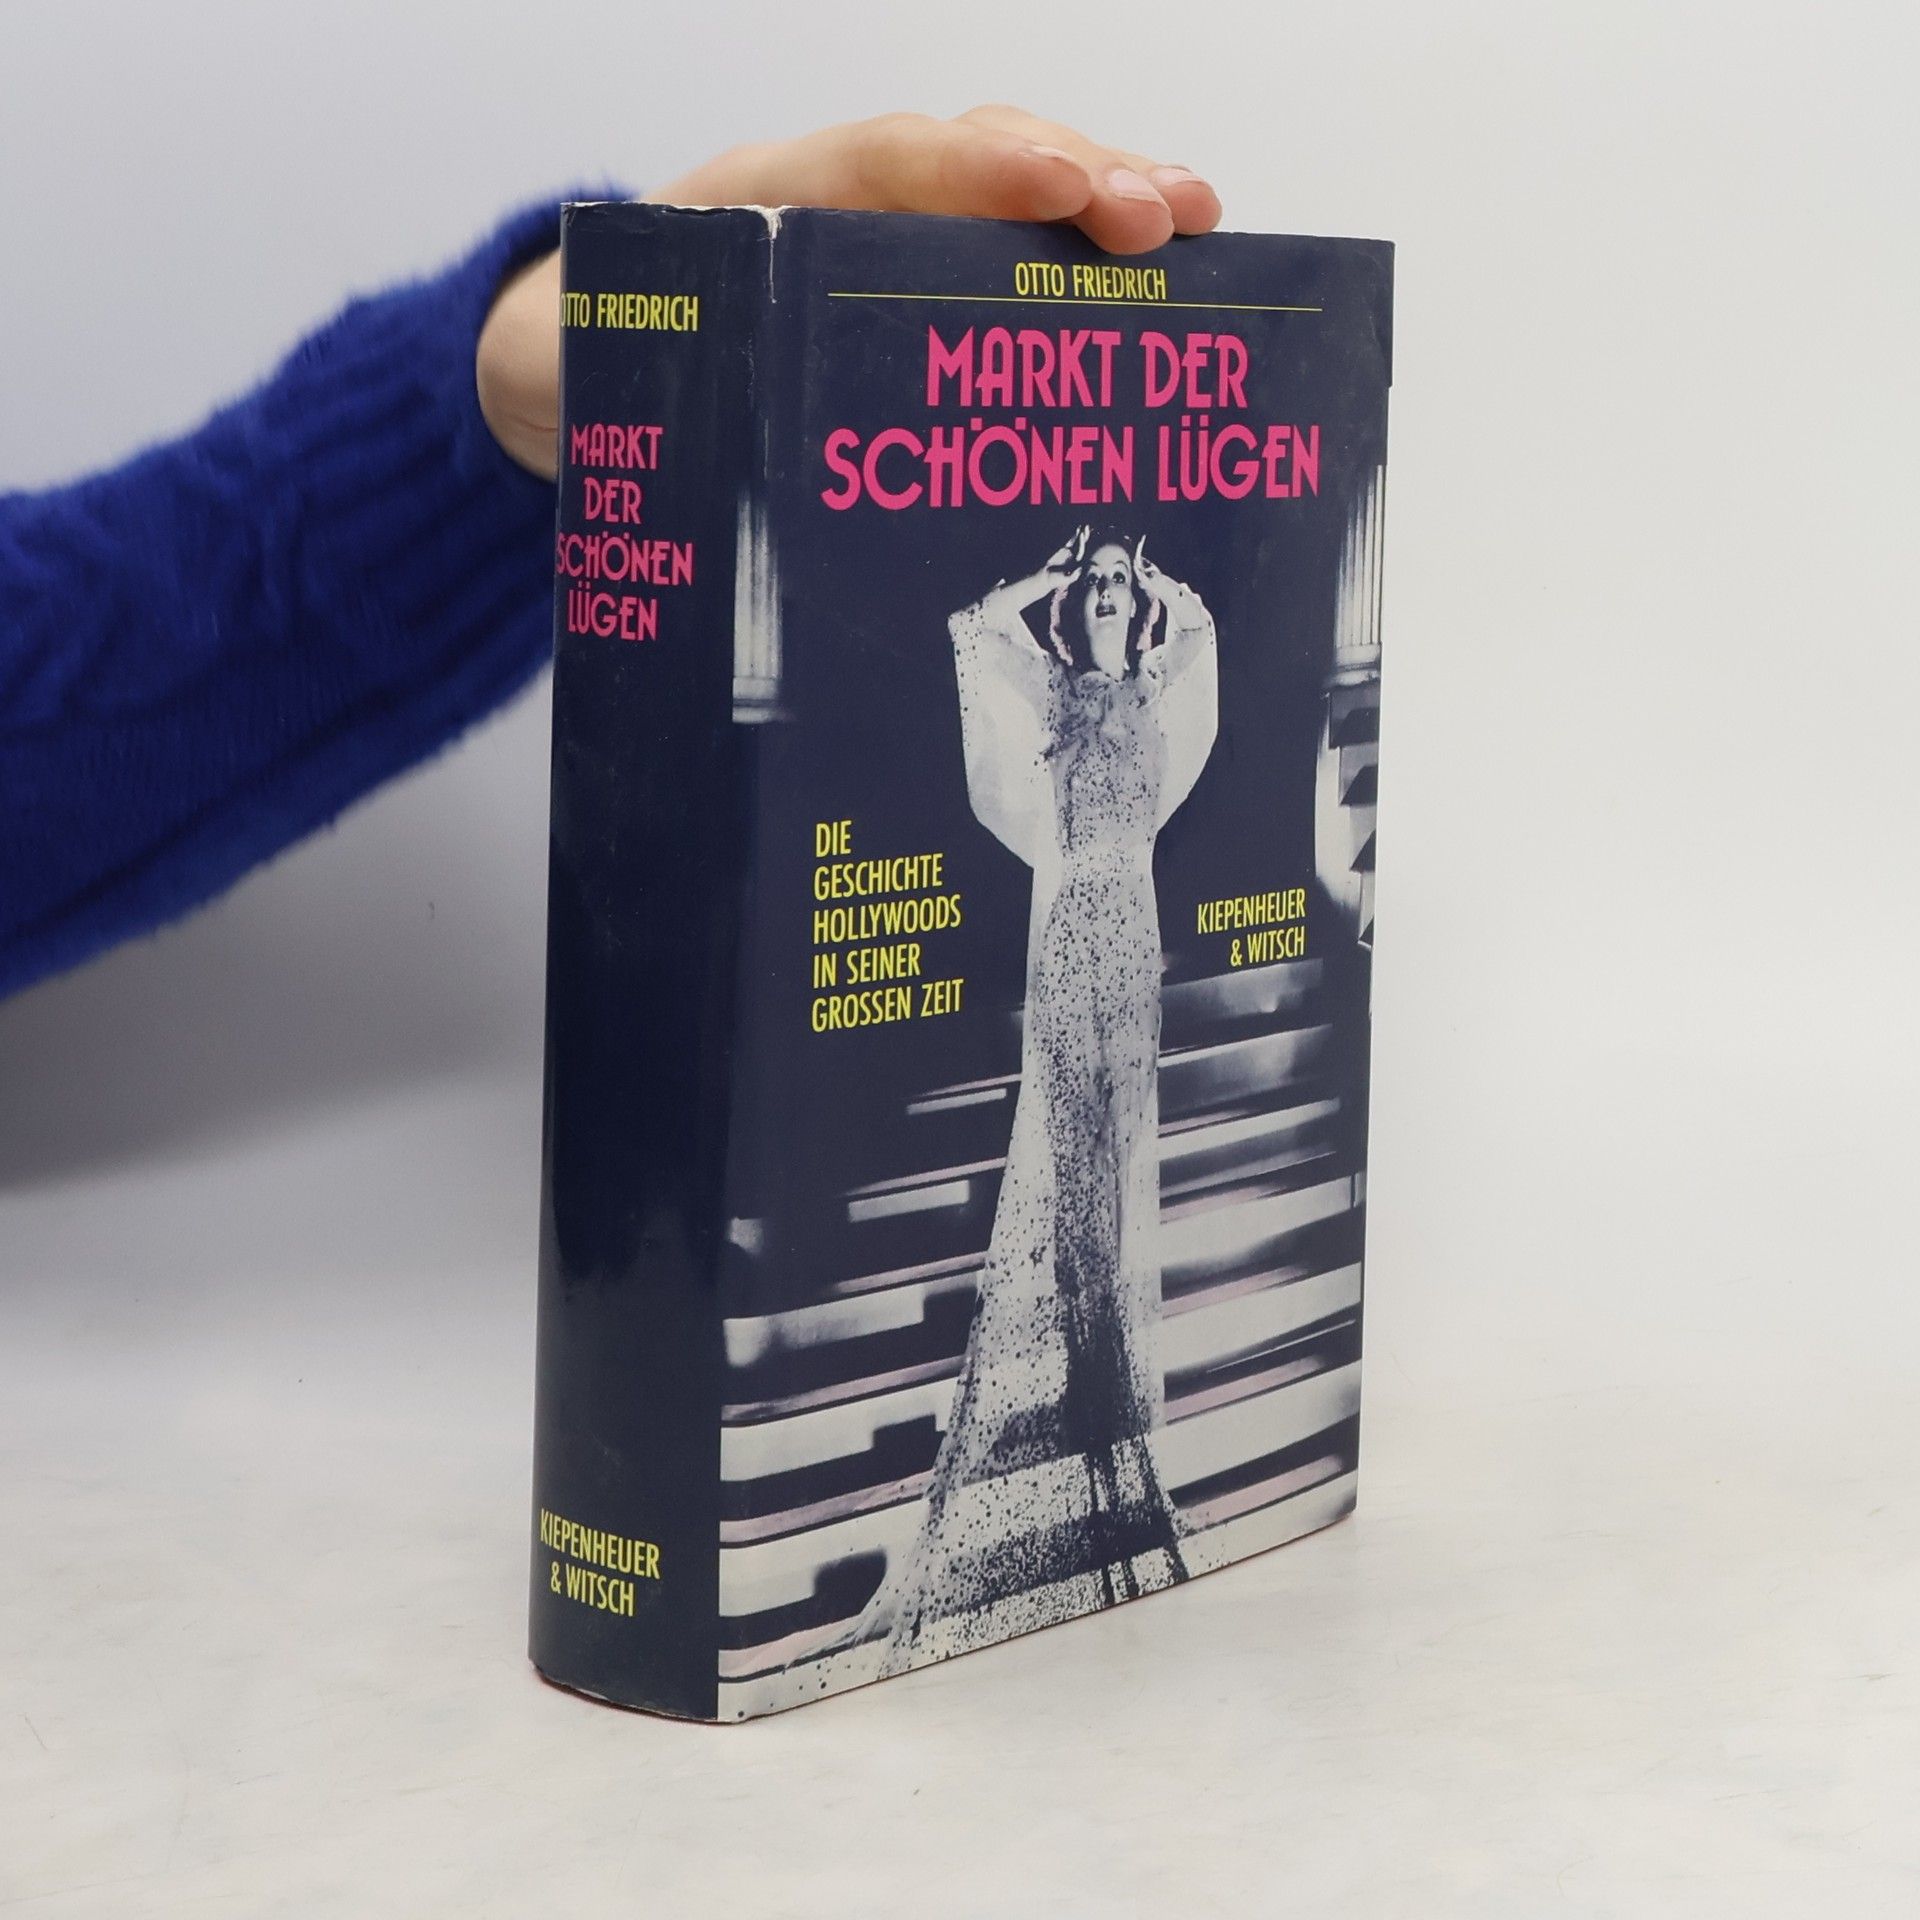 OTTO FRIEDRICH
MARKT
DER
SCHÖNEN
LÜGEN
KIEPENHEUER
& WITSCH
OTTO FRIEDRICH
MARKT DER
SCHÖNEN LÜGEN
DIE
GESCHICHTE
HOLLYWOODS
IN SEINER
GROSSEN ZEIT
KIEPENHEUER
& WITSCH